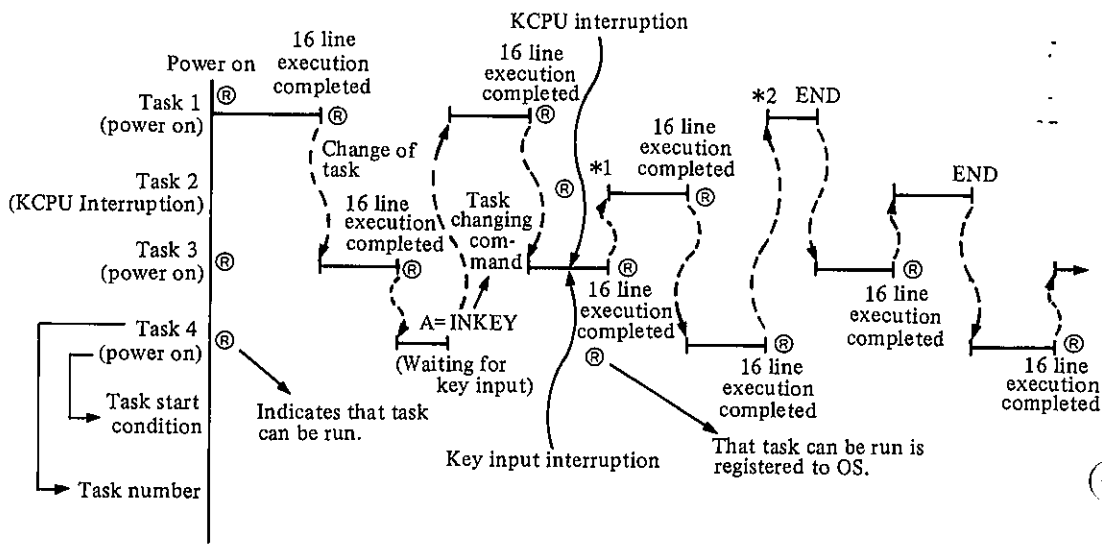 KCPU interruption
16 line
execution
completed
16 line
execution
completed
Power on
Ⓡ
Task 1
(power on)
Ⓡ
Ⓡ
*2 END
16 line
execution
completed
Change of
task
*1
Ⓡ
Ⓡ
Task 2
(KCPU Interruption)
END
16 line
execution
completed
Task
changing
com-
mand
Task 3
(power on)
Ⓡ
Ⓡ
Ⓡ
Ⓡ
Ⓡ
16 line
execution
completed
16 line
execution
completed
A=INKEY
Task 4
(power on)
Ⓡ
(Waiting for
key input)
Ⓡ
Ⓡ
Ⓡ
16 line
execution
completed
16 line
execution
completed
Task start
condition
Indicates that task
can be run.
That task can be run is
registered to OS.
Key input interruption
Task number